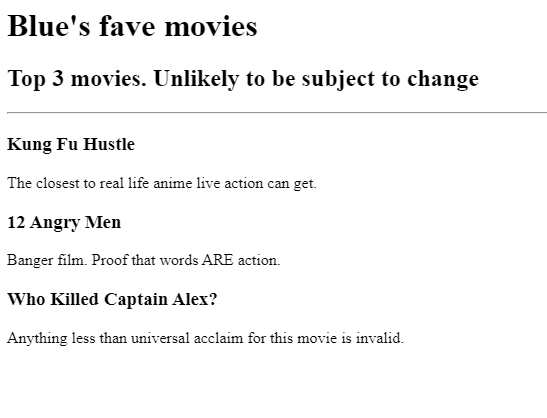 Blue's fave movies
Top 3 movies. Unlikely to be subject to change
Kung Fu Hustle
The closest to real life anime live action can get.
12 Angry Men
Banger film. Proof that words ARE action.
Who Killed Captain Alex?
Anything less than universal acclaim for this movie is invalid.